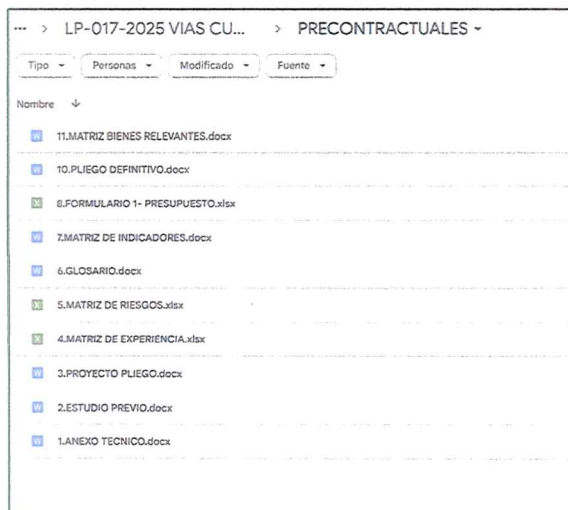 ... > LP-017-2025 VIAS CU... > PRECONTRACTUALES
Tipo Personas Modificado Fuente
Nombre ↓
11.MATRIZ BIENES RELEVANTES.docx
10.PLIEGO DEFINITIVO.docx
8.FORMULARIO 1- PRESUPUESTO.xlsx
7.MATRIZ DE INDICADORES.docx
6.GLOSARIO.docx
5.MATRIZ DE RIESGOS.xlsx
4.MATRIZ DE EXPERIENCIA.xlsx
3.PROYECTO PLIEGO.docx
2.ESTUDIO PREVIO.docx
1.ANEXO TECNICO.docx